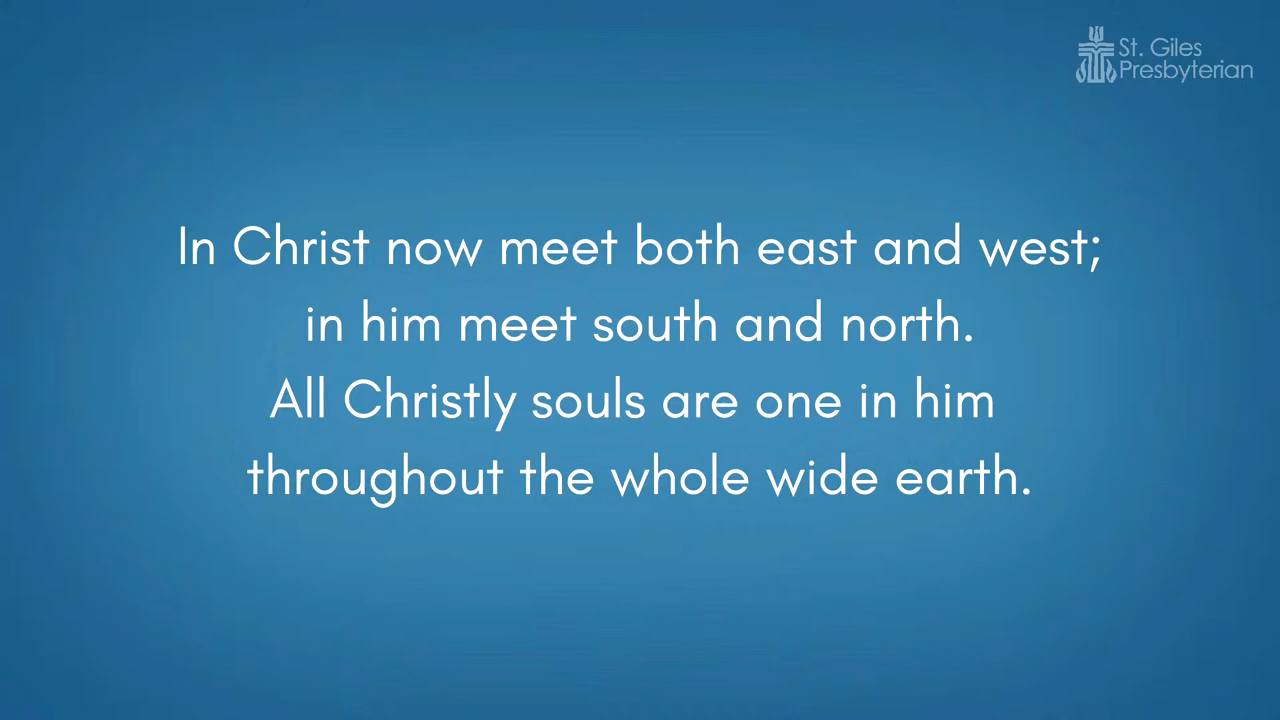 St. Giles
Presbyterian
In Christ now meet both east and west;
in him meet south and north.
All Christly souls are one in him
throughout the whole wide earth.